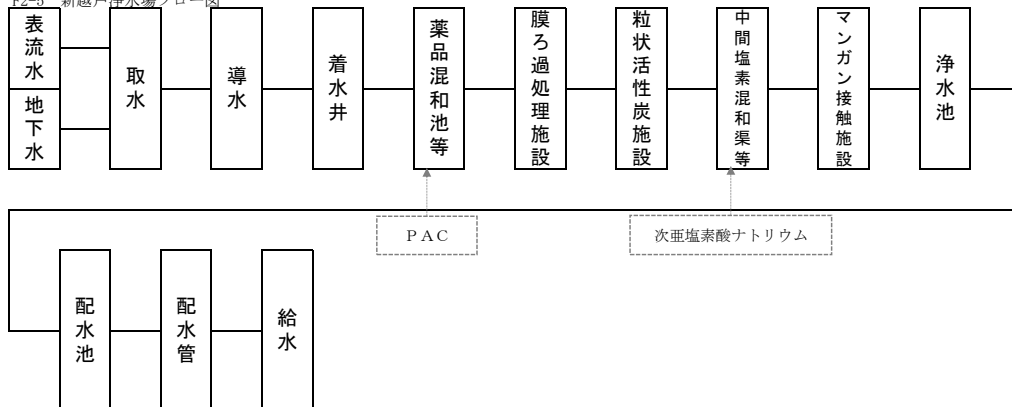 F2-5 新越戸浄水場フロー図
表流水
地下水
取水
導水
着水井
薬品混和池等
膜ろ過処理施設
粒状活性炭施設
中間塩素混和渠等
マンガン接触施設
浄水池
PAC
次亜塩素酸ナトリウム
配水池
配水管
給水